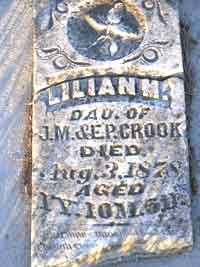 LILIAN M.
DAU. OF
J.M. & E.P. CROOK
DIED
Aug. 3, 1878
AGED
1Y. 10M. 5D.